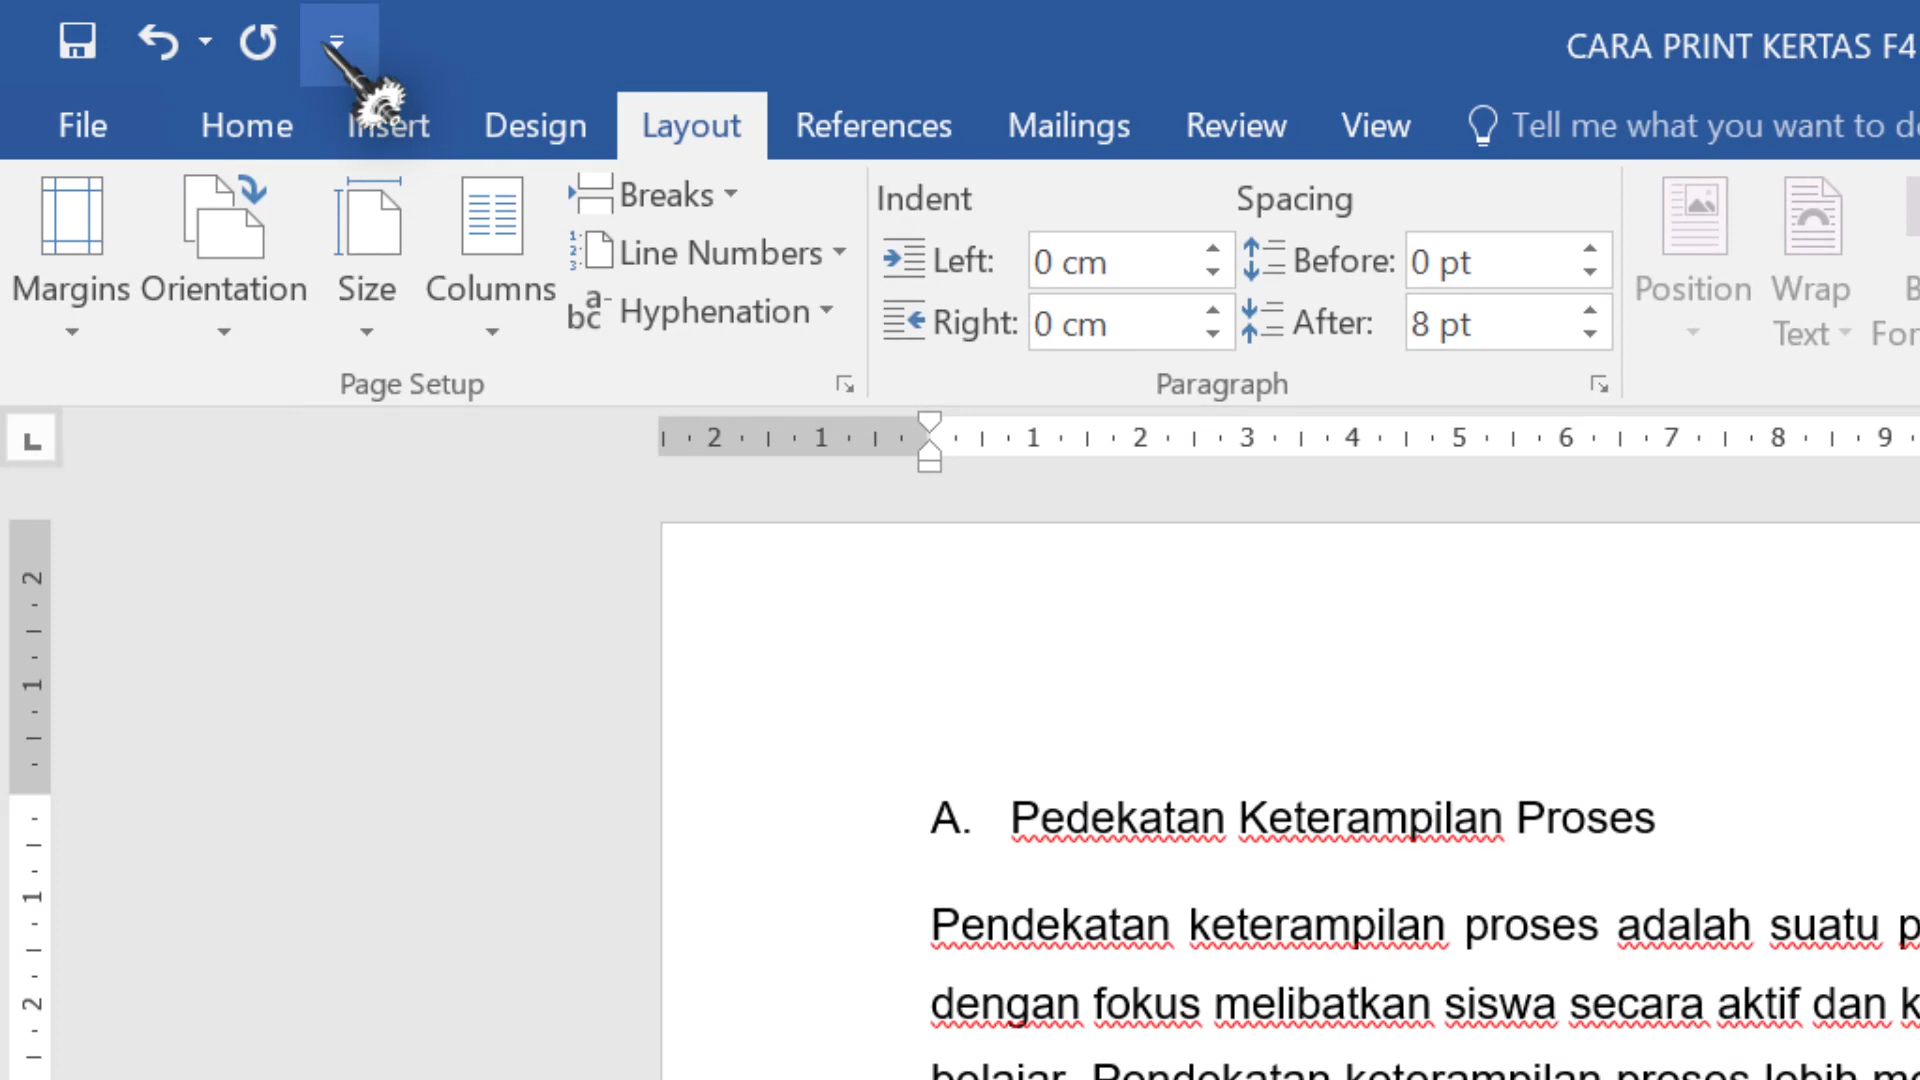 CARA PRINT KERTAS F4
File Home Insert Design Layout References Mailings Review View Tell me what you want to
Margins Orientation Size Columns
Breaks
Line Numbers
Hyphenation
Page Setup
Indent Spacing
Left: 0 cm Before: 0 pt
Right: 0 cm After: 8 pt
Paragraph
Position Wrap Text
2 1 1 2 3 4 5 6 7 8 9
2
1
1
2
A. Pedekatan Keterampilan Proses
Pendekatan keterampilan proses adalah suatu
dengan fokus melibatkan siswa secara aktif dan
belajar. Pendekatan keterampilan proses lebih